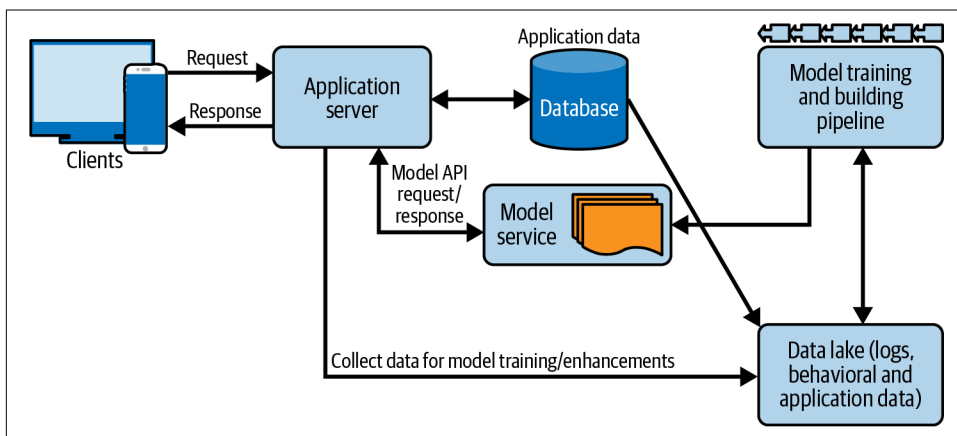 Request
Response
Clients
Application
server
Application data
Database
Model API
request/
response
Model
service
Model training
and building
pipeline
Collect data for model training/enhancements
Data lake (logs,
behavioral and
application data)